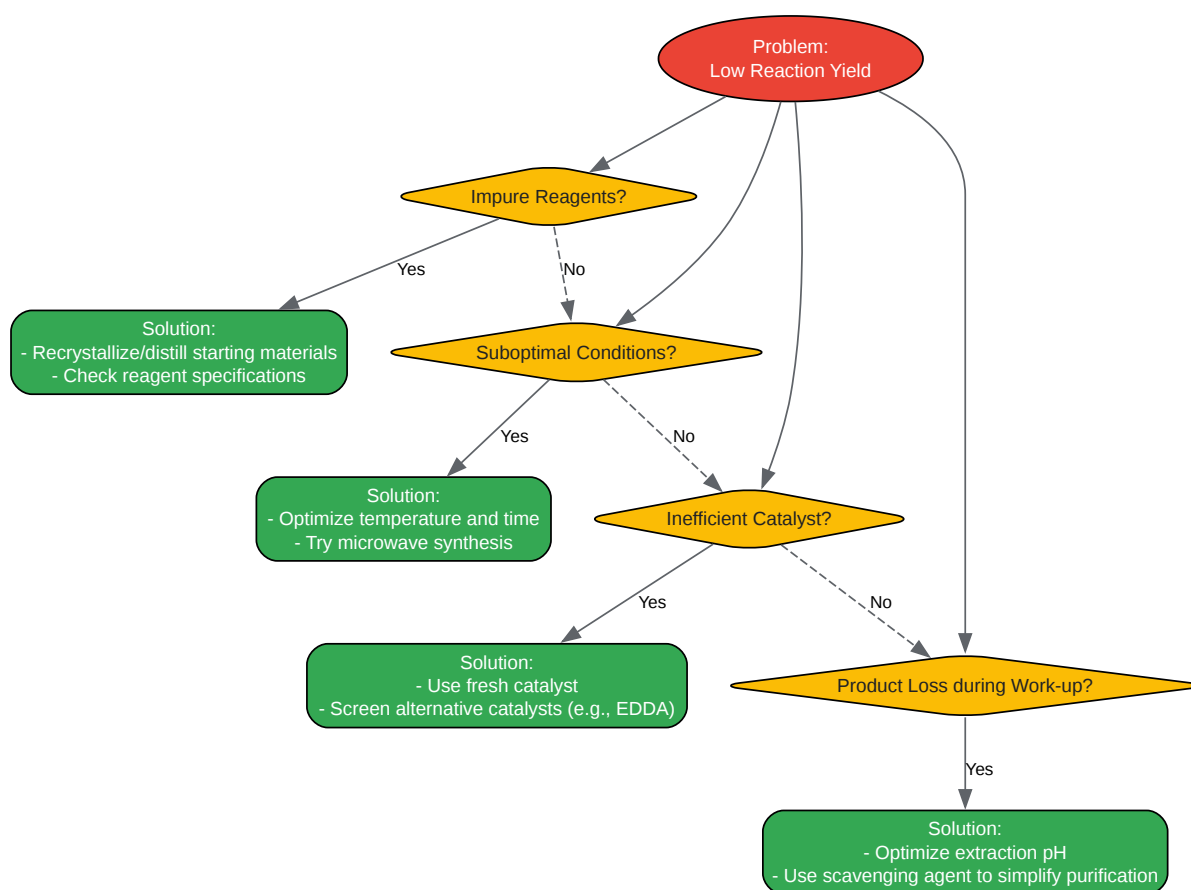 Problem:
Low Reaction Yield
Impure Reagents?
Yes
No
Solution:
- Recrystallize/distill starting materials
- Check reagent specifications
Suboptimal Conditions?
Yes
No
Solution:
- Optimize temperature and time
- Try microwave synthesis
Inefficient Catalyst?
Yes
No
Solution:
- Use fresh catalyst
- Screen alternative catalysts (e.g., EDDA)
Product Loss during Work-up?
Yes
Solution:
- Optimize extraction pH
- Use scavenging agent to simplify purification